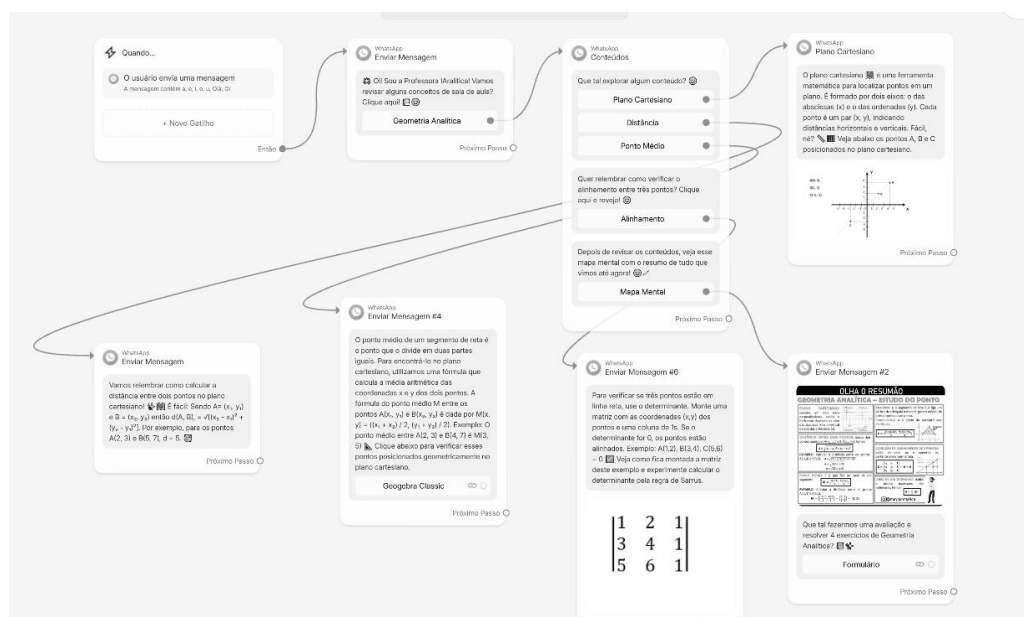 Quando...
O usuário envia uma mensagem
A mensagem contém a, e, i, o, u, Olá, Oi
+ Novo Gatilho
Então
WhatsApp
Enviar Mensagem
Oi! Sou a Professora IAnalítica! Vamos
revisar alguns conceitos de sala de aula?
Clique aqui!
Geometria Analítica
Próximo Passo
WhatsApp
Conteúdos
Que tal explorar algum conteúdo?
Plano Cartesiano
Distância
Ponto Médio
Quer relembrar como verificar o
alinhamento entre três pontos? Clique
aqui e reveja!
Alinhamento
Depois de revisar os conteúdos, veja esse
mapa mental com o resumo de tudo que
vimos até agora!
Mapa Mental
Próximo Passo
WhatsApp
Plano Cartesiano
O plano cartesiano é uma ferramenta
matemática para localizar pontos em um
plano. É formado por dois eixos: o das
abscissas (x) e o das ordenadas (y). Cada
ponto é um par (x, y), indicando
distâncias horizontais e verticais. Fácil,
né? Veja abaixo os pontos A, B e C
posicionados no plano cartesiano.
y
x
Próximo Passo
WhatsApp
Enviar Mensagem
Vamos relembrar como calcular a
distância entre dois pontos no plano
cartesiano! É fácil: Sendo A= (x₁, y₁)
e B = (x₂, y₂) então d(A, B), = √[(x₂ - x₁)² +
(y₂ - y₁)²]. Por exemplo, para os pontos
A(2, 3) e B(5, 7), d = 5.
Próximo Passo
WhatsApp
Enviar Mensagem #4
O ponto médio de um segmento de reta é
o ponto que o divide em duas partes
iguais. Para encontrá-lo no plano
cartesiano, utilizamos uma fórmula que
calcula a média aritmética das
coordenadas x e y dos dois pontos. A
fórmula do ponto médio M entre os
pontos A(x₁, y₁) e B(x₂, y₂) é dada por M(x,
y) = ((x₁ + x₂) / 2, (y₁ + y₂) / 2). Exemplo: O
ponto médio entre A(2, 3) e B(4, 7) é M(3,
5) Clique abaixo para verificar esses
pontos posicionados geometricamente no
plano cartesiano.
Geogebra Classic
Próximo Passo
WhatsApp
Enviar Mensagem #6
Para verificar se três pontos estão em
linha reta, use o determinante. Monte uma
matriz com as coordenadas (x,y) dos
pontos e uma coluna de 1s. Se o
determinante for 0, os pontos estão
alinhados. Exemplo: A(1,2), B(3,4), C(5,6)
= 0 Veja como fica montada a matriz
deste exemplo e experimente calcular o
determinante pela regra de Sarrus.
1 2 1
3 4 1
5 6 1
WhatsApp
Enviar Mensagem #2
OLHA O RESUMÃO
GEOMETRIA ANALÍTICA – ESTUDO DO PONTO
Que tal fazermos uma avaliação e
resolver 4 exercícios de Geometria
Analítica?
Formulário
Próximo Passo